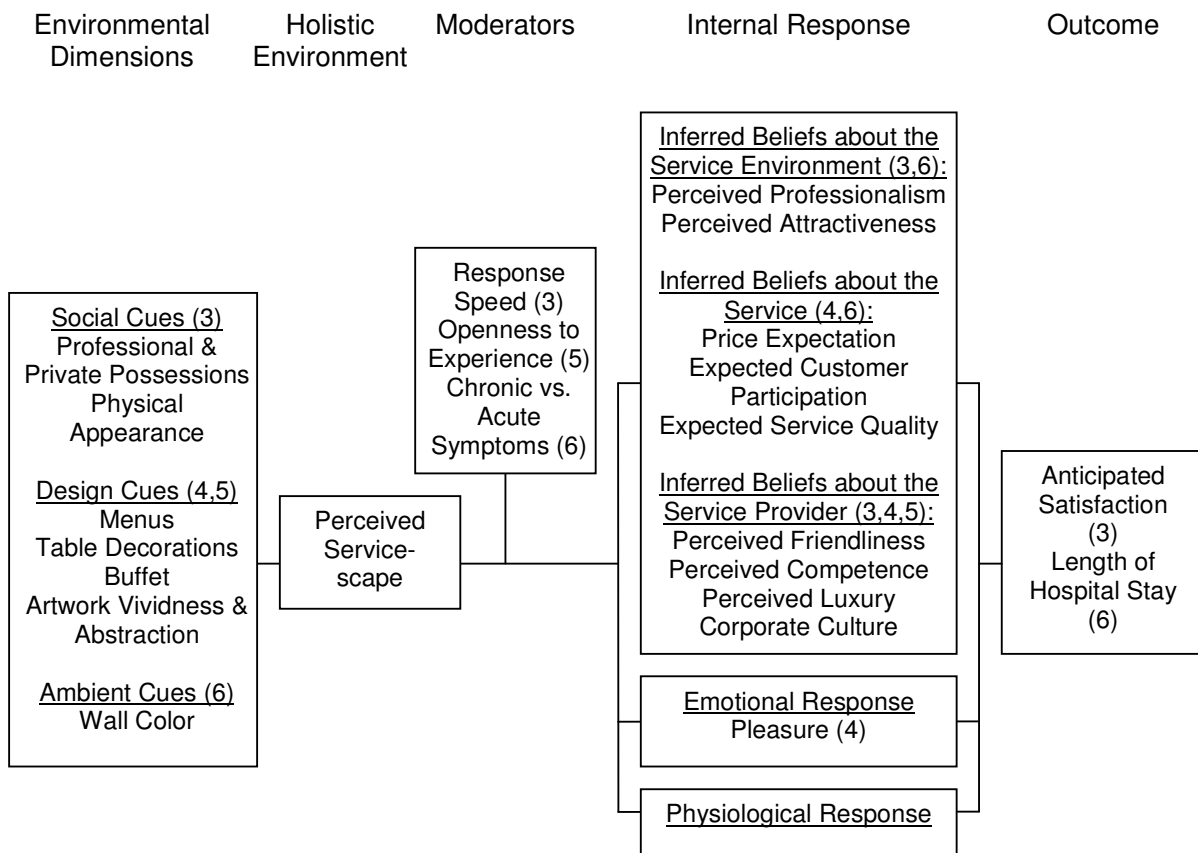 Environmental
Dimensions
Holistic
Environment
Moderators
Internal Response
Outcome
Social Cues (3)
Professional &
Private Possessions
Physical
Appearance
Design Cues (4,5)
Menus
Table Decorations
Buffet
Artwork Vividness &
Abstraction
Ambient Cues (6)
Wall Color
Perceived
Service-
scape
Response
Speed (3)
Openness to
Experience (5)
Chronic vs.
Acute
Symptoms (6)
Inferred Beliefs about the
Service Environment (3,6):
Perceived Professionalism
Perceived Attractiveness
Inferred Beliefs about the
Service (4,6):
Price Expectation
Expected Customer
Participation
Expected Service Quality
Inferred Beliefs about the
Service Provider (3,4,5):
Perceived Friendliness
Perceived Competence
Perceived Luxury
Corporate Culture
Emotional Response
Pleasure (4)
Physiological Response
Anticipated
Satisfaction
(3)
Length of
Hospital Stay
(6)